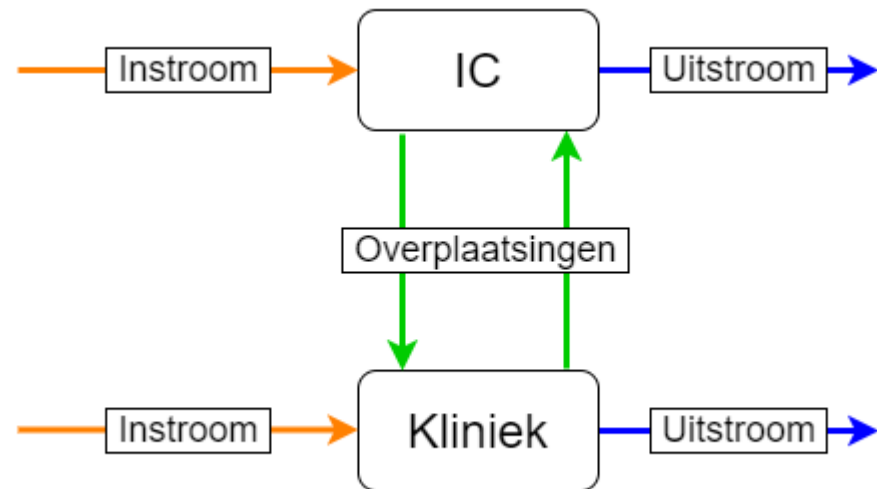 Instroom
IC
Uitstroom
Overplaatsingen
Instroom
Kliniek
Uitstroom